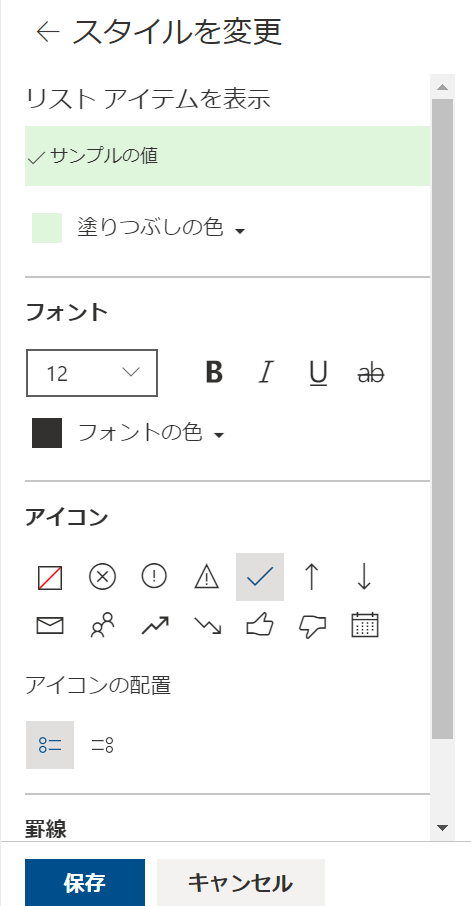 スタイルを変更
リスト アイテムを表示
サンプルの値
塗りつぶしの色
フォント
12
B I U ab
フォントの色
アイコン
アイコンの配置
罫線
保存 キャンセル